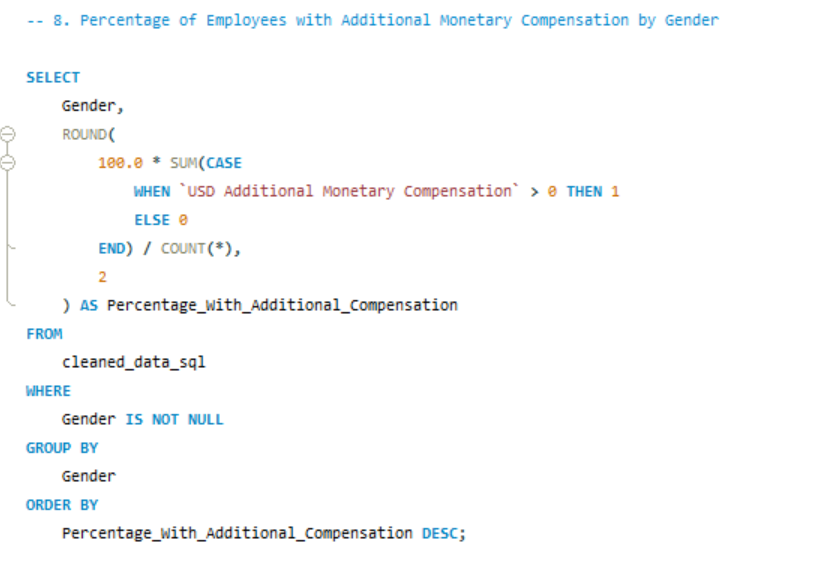 -- 8. Percentage of Employees with Additional Monetary Compensation by Gender
SELECT
Gender,
ROUND(
100.0 * SUM(CASE
WHEN `USD Additional Monetary Compensation` > 0 THEN 1
ELSE 0
END) / COUNT(*),
2
) AS Percentage_With_Additional_Compensation
FROM
cleaned_data_sql
WHERE
Gender IS NOT NULL
GROUP BY
Gender
ORDER BY
Percentage_With_Additional_Compensation DESC;